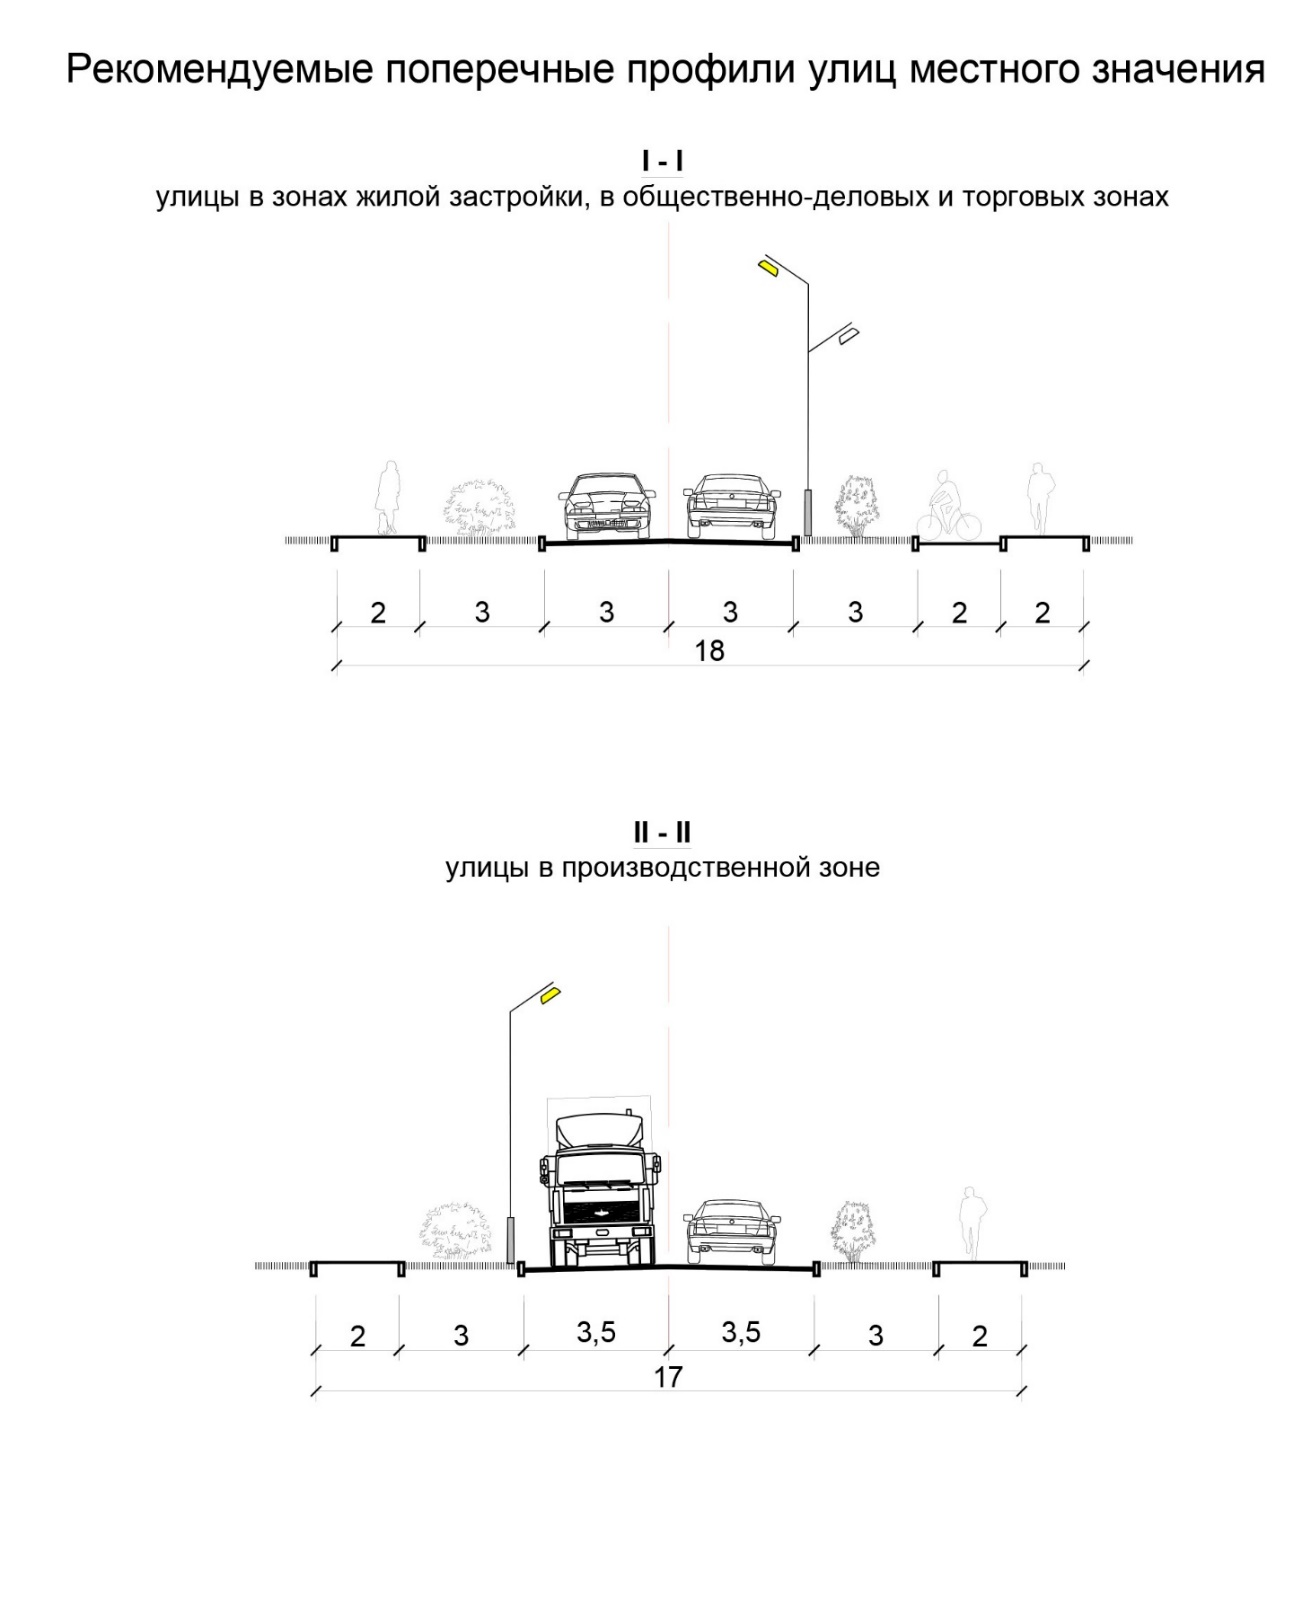 Рекомендуемые поперечные профили улиц местного значения
I - I
улицы в зонах жилой застройки, в общественно-деловых и торговых зонах
2 3 3 3 3 2 2
18
II - II
улицы в производственной зоне
2 3 3,5 3,5 3 2
17